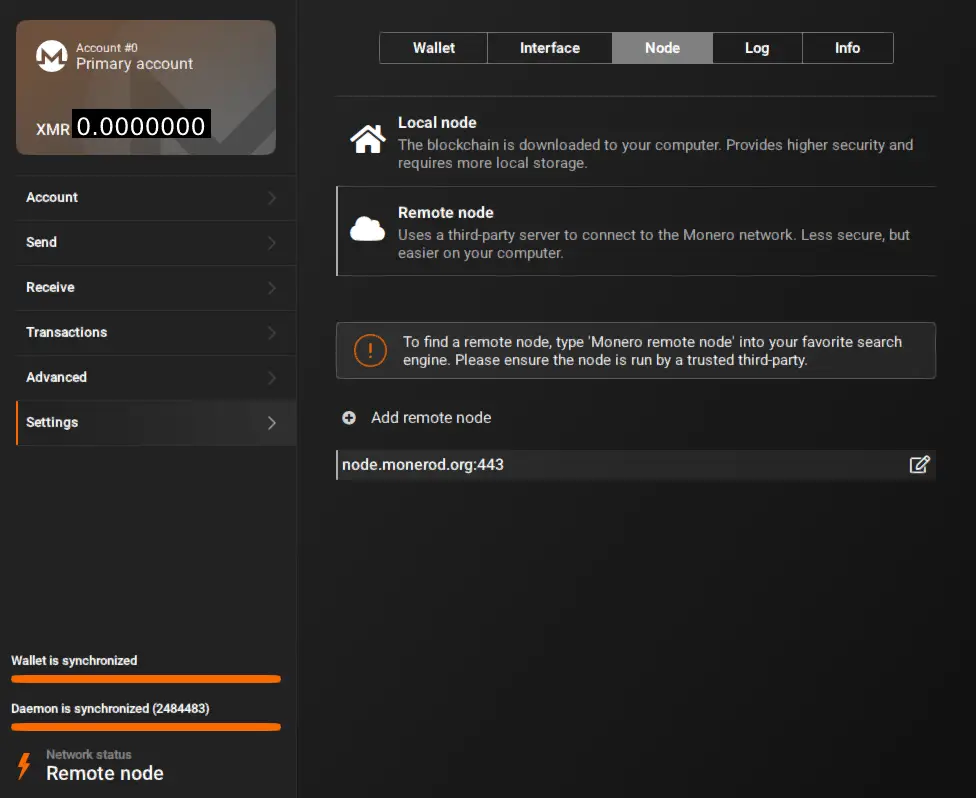 Account #0
Primary account
XMR 0.0000000
Account
Send
Receive
Transactions
Advanced
Settings
Wallet is synchronized
Daemon is synchronized (2484483)
Network status
Remote node
Wallet Interface Node Log Info
Local node
The blockchain is downloaded to your computer. Provides higher security and
requires more local storage.
Remote node
Uses a third-party server to connect to the Monero network. Less secure, but
easier on your computer.
To find a remote node, type 'Monero remote node' into your favorite search
engine. Please ensure the node is run by a trusted third-party.
Add remote node
node.monerod.org:443